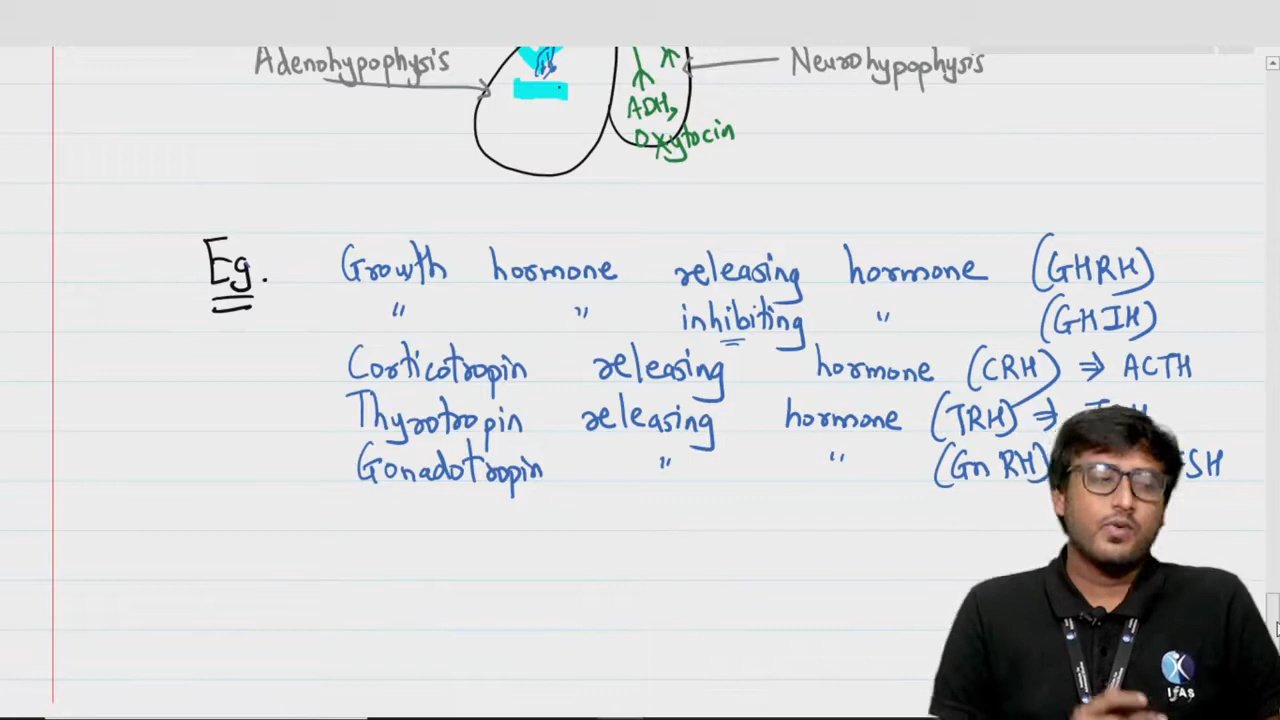 Adenohypophysis
Neurohypophysis
ADH,
Oxytocin
Eg. Growth hormone releasing hormone (GHRH)
" " inhibiting " (GHIH)
Corticotropin releasing hormone (CRH) ⇒ ACTH
Thyrotropin releasing hormone (TRH) ⇒
Gonadotropin " " (GnRH) SH
IFAS